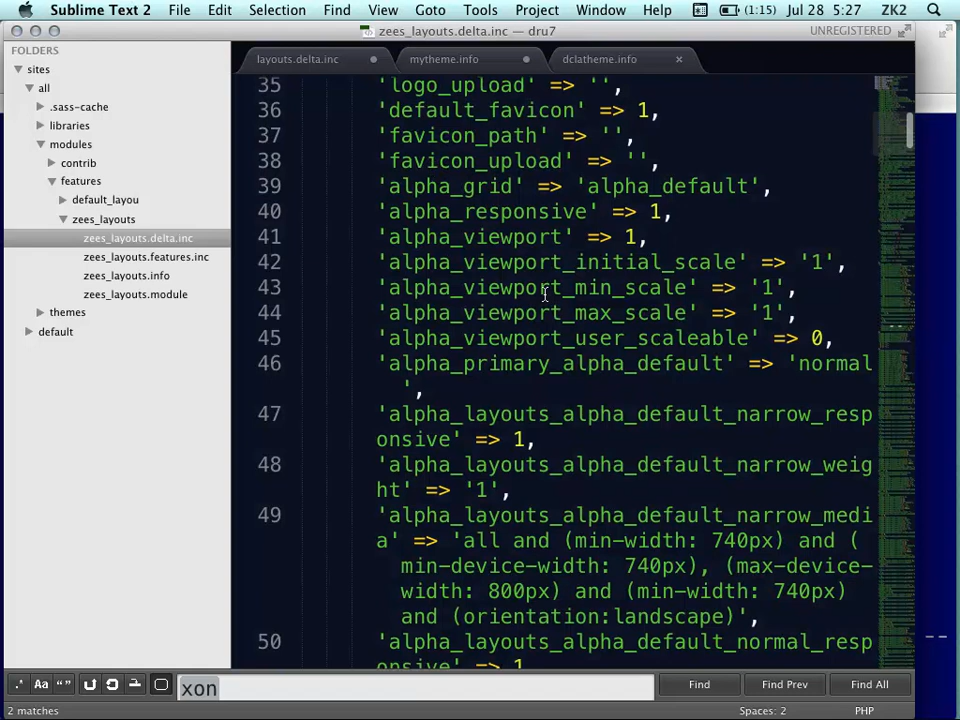 Sublime Text 2 File Edit Selection Find View Goto Tools Project Window Help (1:15) Jul 28 5:27 ZK2
zees_layouts.delta.inc — dru7 UNREGISTERED
FOLDERS
sites
all
.sass-cache
libraries
modules
contrib
features
default_layou
zees_layouts
zees_layouts.delta.inc
zees_layouts.features.inc
zees_layouts.info
zees_layouts.module
themes
default
layouts.delta.inc mytheme.info dclatheme.info ×
35 'logo_upload' => '',
36 'default_favicon' => 1,
37 'favicon_path' => '',
38 'favicon_upload' => '',
39 'alpha_grid' => 'alpha_default',
40 'alpha_responsive' => 1,
41 'alpha_viewport' => 1,
42 'alpha_viewport_initial_scale' => '1',
43 'alpha_viewport_min_scale' => '1',
44 'alpha_viewport_max_scale' => '1',
45 'alpha_viewport_user_scaleable' => 0,
46 'alpha_primary_alpha_default' => 'normal
',
47 'alpha_layouts_alpha_default_narrow_resp
onsive' => 1,
48 'alpha_layouts_alpha_default_narrow_weig
ht' => '1',
49 'alpha_layouts_alpha_default_narrow_medi
a' => 'all and (min-width: 740px) and (
min-device-width: 740px), (max-device-
width: 800px) and (min-width: 740px)
and (orientation:landscape)',
50 'alpha_layouts_alpha_default_normal_resp
onsive' => 1
.* Aa “” xon Find Find Prev Find All
2 matches Spaces: 2 PHP